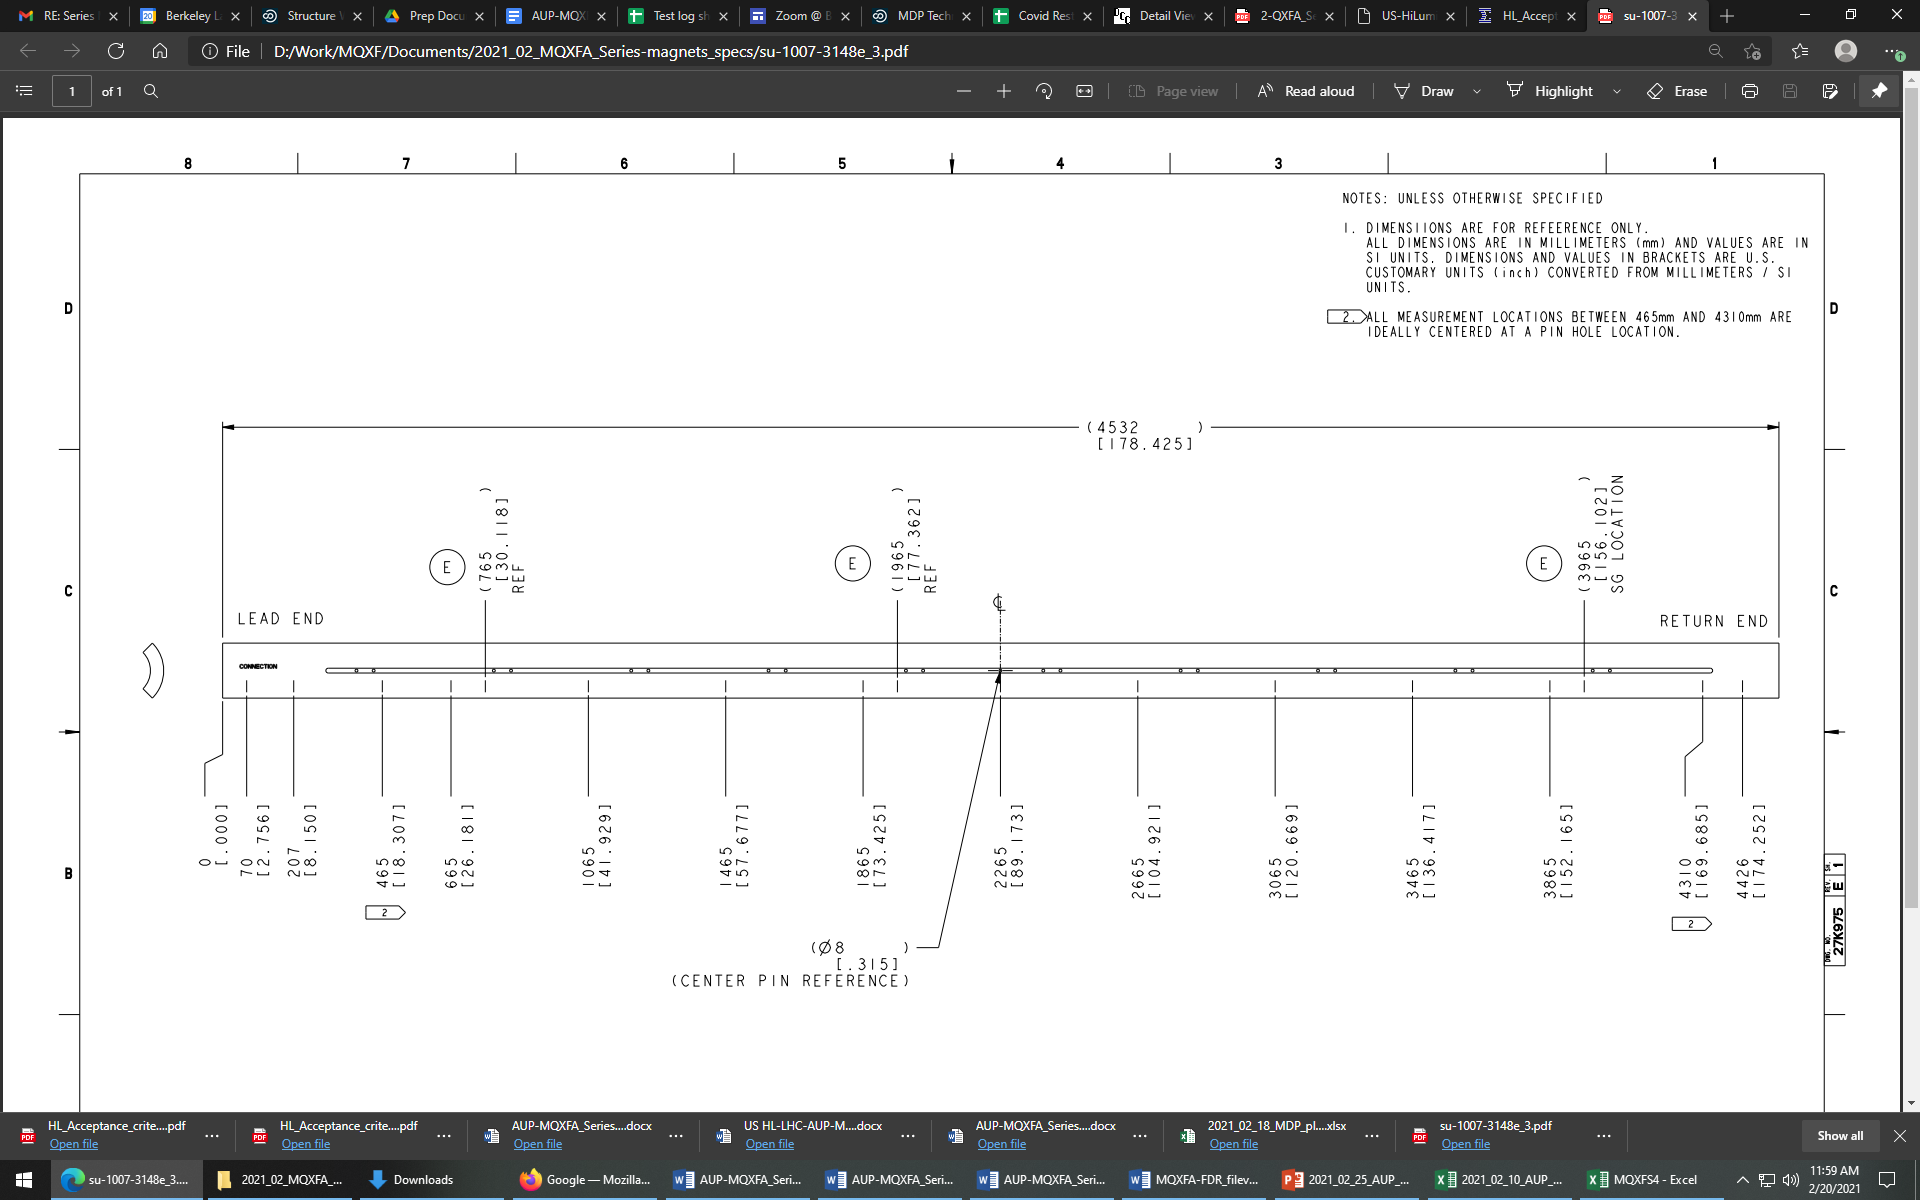 RE: Series
Berkeley L
Structure
Prep Docu
AUP-MQX
Test log sh
Zoom @ B
MDP Tech
Covid Rest
Detail Vie
2-QXFA_S
US-HiLum
HL_Accept
su-1007-3
File D:/Work/MQXF/Documents/2021_02_MQXFA_Series-magnets_specs/su-1007-3148e_3.pdf
1 of 1
Page view
Read aloud
Draw
Highlight
Erase
8 7 6 5 4 3 1
NOTES: UNLESS OTHERWISE SPECIFIED
1. DIMENSIIONS ARE FOR REFEERENCE ONLY.
ALL DIMENSIONS ARE IN MILLIMETERS (mm) AND VALUES ARE IN
SI UNITS. DIMENSIONS AND VALUES IN BRACKETS ARE U.S.
CUSTOMARY UNITS (inch) CONVERTED FROM MILLIMETERS / SI
UNITS.
2. ALL MEASUREMENT LOCATIONS BETWEEN 465mm AND 4310mm ARE
IDEALLY CENTERED AT A PIN HOLE LOCATION.
D D
(4532 )
[178.425]
E
(765 )
[30.118]
REF
E
(1965 )
[77.362]
REF
E
(3965 )
[156.102]
SG LOCATION
C C
LEAD END
RETURN END
CONNECTION
0
[.000]
70
[2.756]
207
[8.150]
465
[18.307]
665
[26.181]
1065
[41.929]
1465
[57.677]
1865
[73.425]
2265
[89.173]
2665
[104.921]
3065
[120.669]
3465
[136.417]
3865
[152.165]
4310
[169.685]
4426
[174.252]
2
2
B
(Ø8 )
[.315]
(CENTER PIN REFERENCE)
DWG. NO. 27K975 REV. E SH. 1
HL_Acceptance_crite....pdf
Open file
HL_Acceptance_crite....pdf
Open file
AUP-MQXFA_Series....docx
Open file
US HL-LHC-AUP-M....docx
Open file
AUP-MQXFA_Series....docx
Open file
2021_02_18_MDP_pl....xlsx
Open file
su-1007-3148e_3.pdf
Open file
Show all
su-1007-3148e_3....
2021_02_MQXFA_...
Downloads
Google — Mozilla...
AUP-MQXFA_Seri...
AUP-MQXFA_Seri...
AUP-MQXFA_Seri...
MQXFA-FDR_filev...
2021_02_25_AUP_...
2021_02_10_AUP_...
MQXFS4 - Excel
11:59 AM
2/20/2021